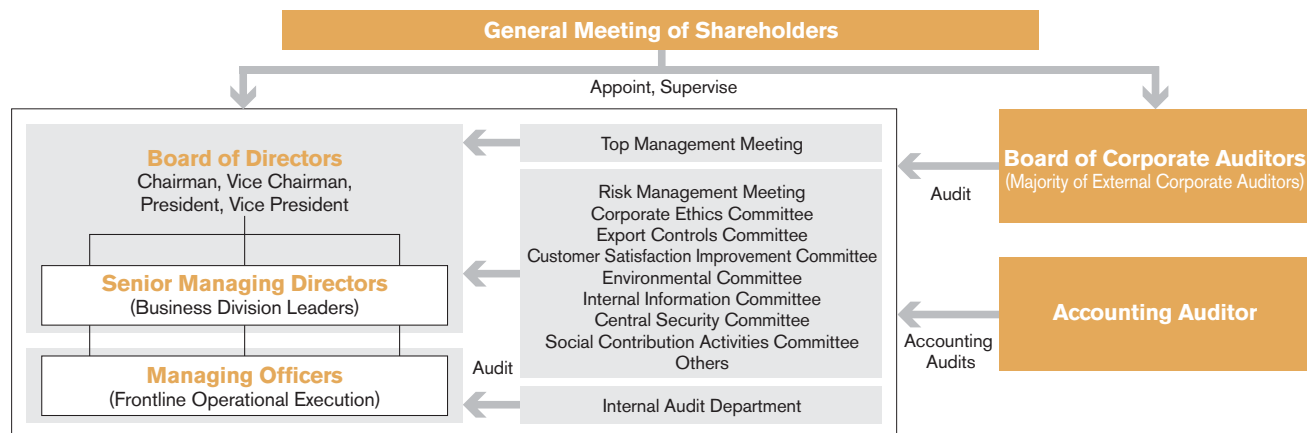 General Meeting of Shareholders
Appoint, Supervise
Board of Directors
Chairman, Vice Chairman,
President, Vice President
Senior Managing Directors
(Business Division Leaders)
Managing Officers
(Frontline Operational Execution)
Top Management Meeting
Risk Management Meeting
Corporate Ethics Committee
Export Controls Committee
Customer Satisfaction Improvement Committee
Environmental Committee
Internal Information Committee
Central Security Committee
Social Contribution Activities Committee
Others
Audit
Internal Audit Department
Board of Corporate Auditors
(Majority of External Corporate Auditors)
Audit
Accounting Auditor
Accounting
Audits